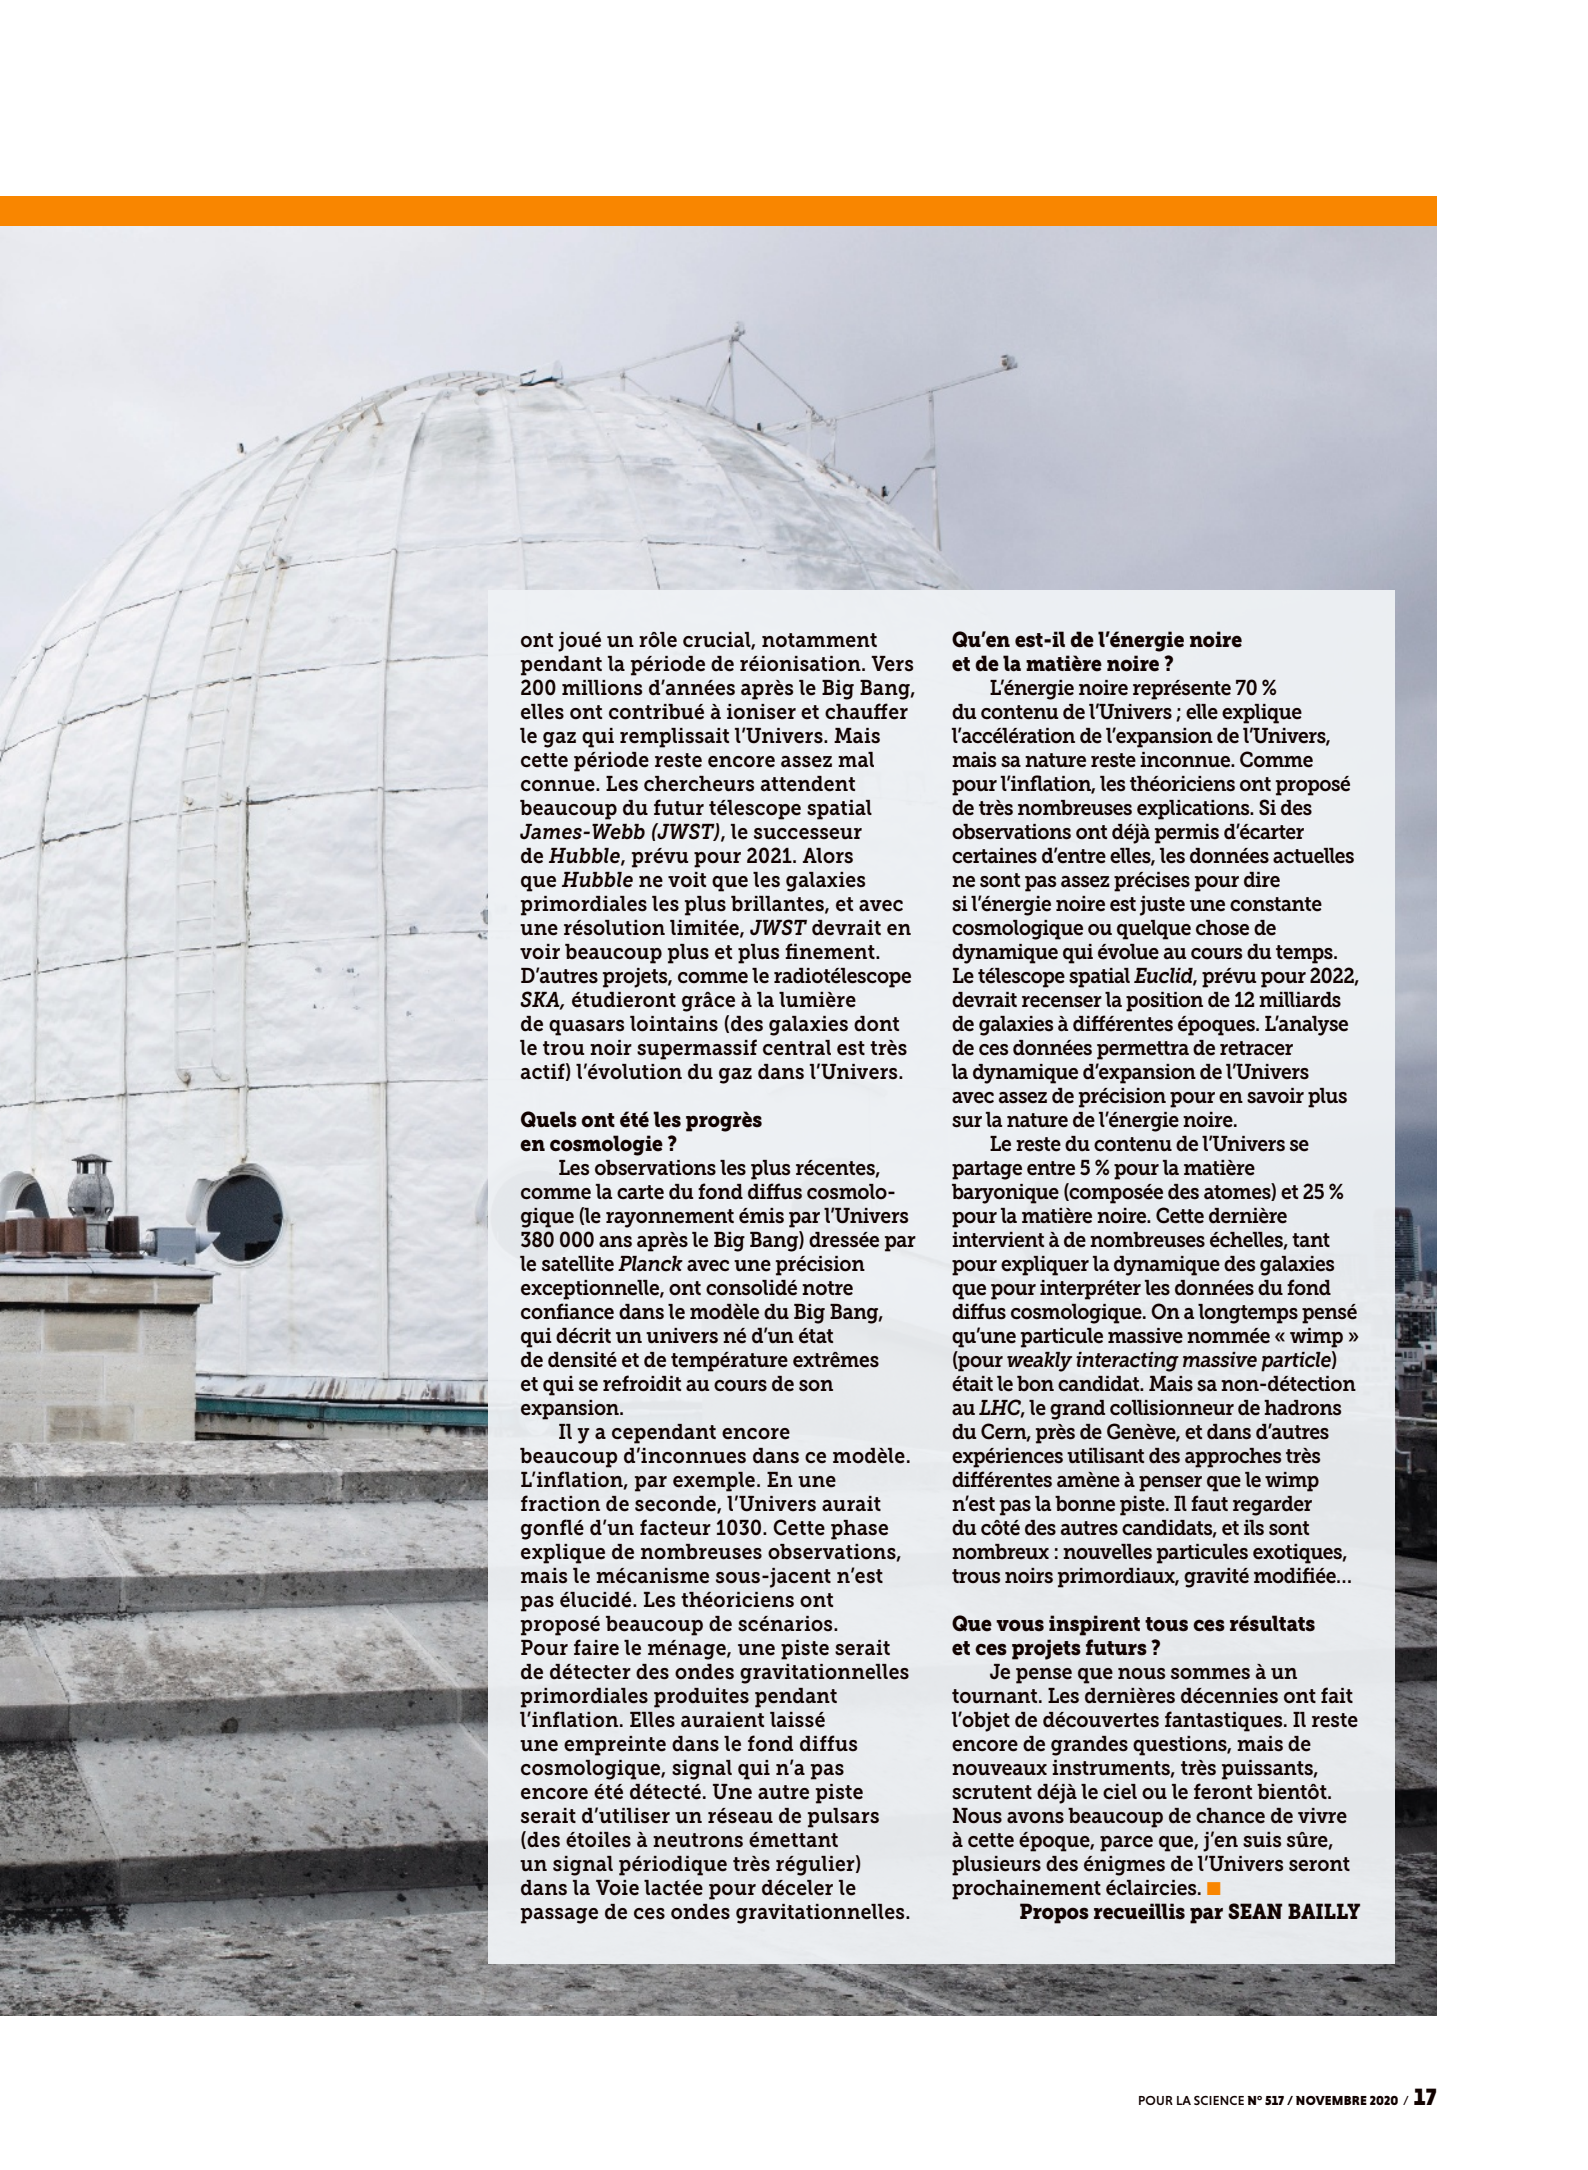 ont joué un rôle crucial, notamment
pendant la période de réionisation. Vers
200 millions d’années après le Big Bang,
elles ont contribué à ioniser et chauffer
le gaz qui remplissait l’Univers. Mais
cette période reste encore assez mal
connue. Les chercheurs attendent
beaucoup du futur télescope spatial
James-Webb (JWST), le successeur
de Hubble, prévu pour 2021. Alors
que Hubble ne voit que les galaxies
primordiales les plus brillantes, et avec
une résolution limitée, JWST devrait en
voir beaucoup plus et plus finement.
D’autres projets, comme le radiotélescope
SKA, étudieront grâce à la lumière
de quasars lointains (des galaxies dont
le trou noir supermassif central est très
actif) l’évolution du gaz dans l’Univers.
Quels ont été les progrès
en cosmologie ?
Les observations les plus récentes,
comme la carte du fond diffus cosmolo-
gique (le rayonnement émis par l’Univers
380 000 ans après le Big Bang) dressée par
le satellite Planck avec une précision
exceptionnelle, ont consolidé notre
confiance dans le modèle du Big Bang,
qui décrit un univers né d’un état
de densité et de température extrêmes
et qui se refroidit au cours de son
expansion.
Il y a cependant encore
beaucoup d’inconnues dans ce modèle.
L’inflation, par exemple. En une
fraction de seconde, l’Univers aurait
gonflé d’un facteur 1030. Cette phase
explique de nombreuses observations,
mais le mécanisme sous-jacent n’est
pas élucidé. Les théoriciens ont
proposé beaucoup de scénarios.
Pour faire le ménage, une piste serait
de détecter des ondes gravitationnelles
primordiales produites pendant
l’inflation. Elles auraient laissé
une empreinte dans le fond diffus
cosmologique, signal qui n’a pas
encore été détecté. Une autre piste
serait d’utiliser un réseau de pulsars
(des étoiles à neutrons émettant
un signal périodique très régulier)
dans la Voie lactée pour déceler le
passage de ces ondes gravitationnelles.
Qu’en est-il de l’énergie noire
et de la matière noire ?
L’énergie noire représente 70 %
du contenu de l’Univers ; elle explique
l’accélération de l’expansion de l’Univers,
mais sa nature reste inconnue. Comme
pour l’inflation, les théoriciens ont proposé
de très nombreuses explications. Si des
observations ont déjà permis d’écarter
certaines d’entre elles, les données actuelles
ne sont pas assez précises pour dire
si l’énergie noire est juste une constante
cosmologique ou quelque chose de
dynamique qui évolue au cours du temps.
Le télescope spatial Euclid, prévu pour 2022,
devrait recenser la position de 12 milliards
de galaxies à différentes époques. L’analyse
de ces données permettra de retracer
la dynamique d’expansion de l’Univers
avec assez de précision pour en savoir plus
sur la nature de l’énergie noire.
Le reste du contenu de l’Univers se
partage entre 5 % pour la matière
baryonique (composée des atomes) et 25 %
pour la matière noire. Cette dernière
intervient à de nombreuses échelles, tant
pour expliquer la dynamique des galaxies
que pour interpréter les données du fond
diffus cosmologique. On a longtemps pensé
qu’une particule massive nommée « wimp »
(pour weakly interacting massive particle)
était le bon candidat. Mais sa non-détection
au LHC, le grand collisionneur de hadrons
du Cern, près de Genève, et dans d’autres
expériences utilisant des approches très
différentes amène à penser que le wimp
n’est pas la bonne piste. Il faut regarder
du côté des autres candidats, et ils sont
nombreux : nouvelles particules exotiques,
trous noirs primordiaux, gravité modifiée…
Que vous inspirent tous ces résultats
et ces projets futurs ?
Je pense que nous sommes à un
tournant. Les dernières décennies ont fait
l’objet de découvertes fantastiques. Il reste
encore de grandes questions, mais de
nouveaux instruments, très puissants,
scrutent déjà le ciel ou le feront bientôt.
Nous avons beaucoup de chance de vivre
à cette époque, parce que, j’en suis sûre,
plusieurs des énigmes de l’Univers seront
prochainement éclaircies. ■
Propos recueillis par SEAN BAILLY
POUR LA SCIENCE N° 517 / NOVEMBRE 2020 / 17